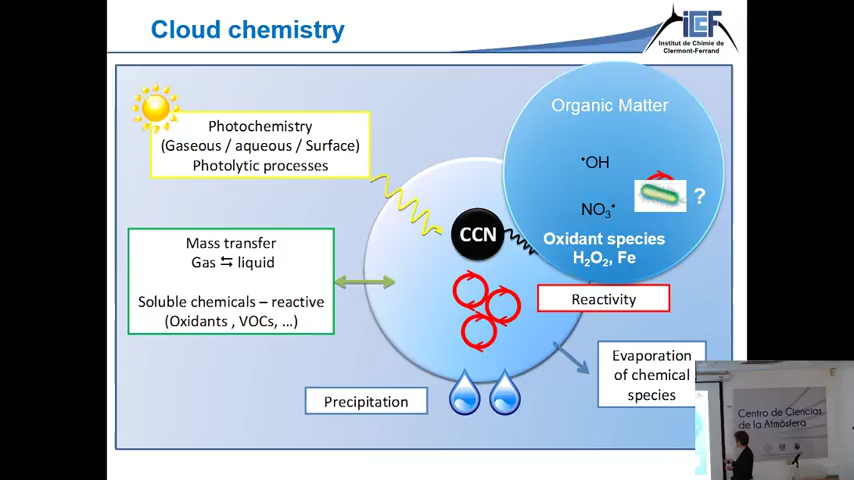 Cloud chemistry
iCCF
Institut de Chimie de
Clermont-Ferrand
Organic Matter
Photochemistry
(Gaseous / aqueous / Surface)
Photolytic processes
•OH
NO3•
?
CCN
Oxidant species
H2O2, Fe
Mass transfer
Gas ⇆ liquid
Soluble chemicals – reactive
(Oxidants , VOCs, ...)
Reactivity
Evaporation
of chemical
species
Precipitation
Centro de Ciencias
de la Atmósfera